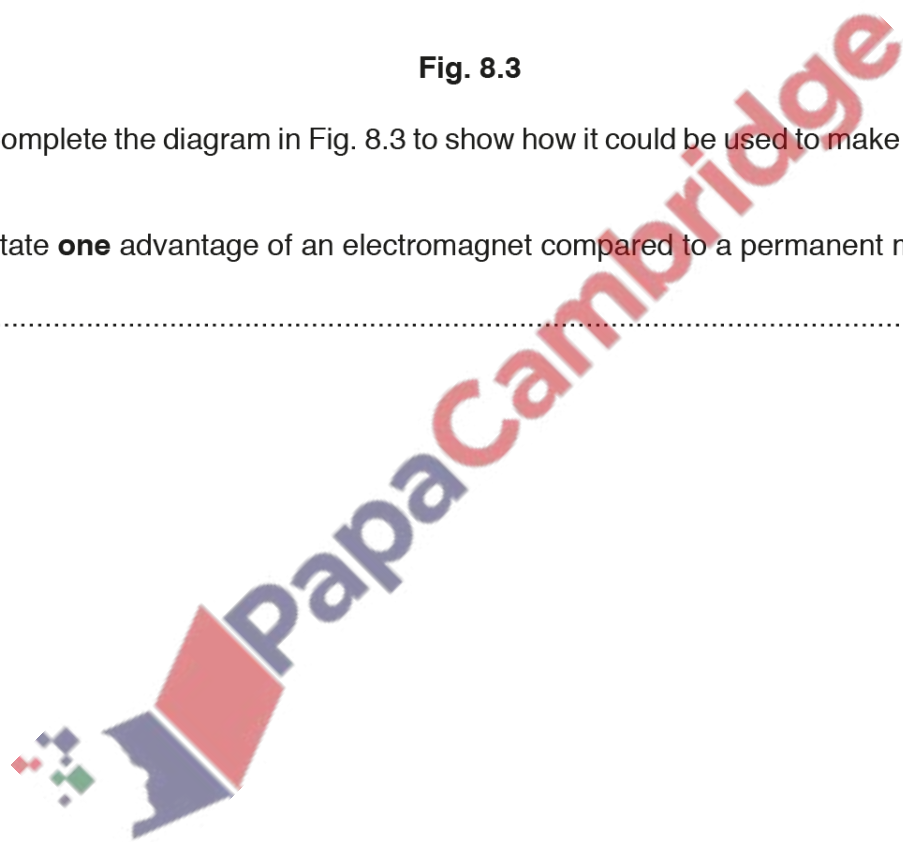 Fig. 8.3
omplete the diagram in Fig. 8.3 to show how it could be used to make
tate one advantage of an electromagnet compared to a permanent m
....................................................................................................................
PapaCambridge